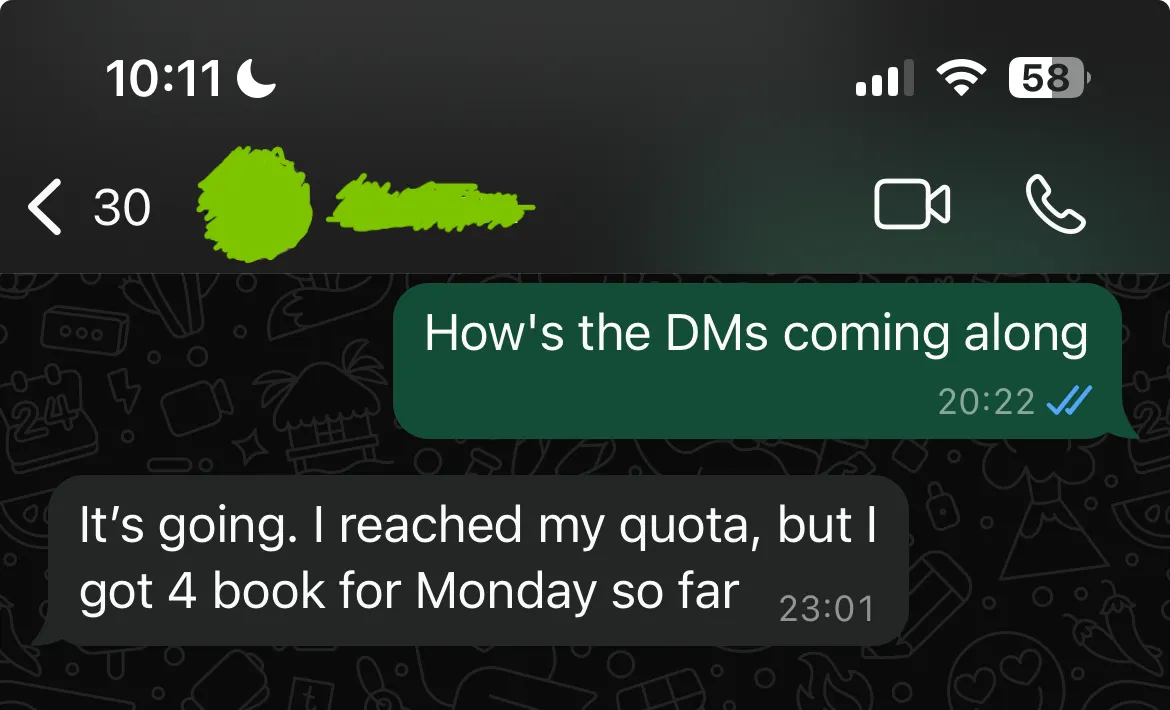 10:11
58
30
How's the DMs coming along
20:22
It’s going. I reached my quota, but I
got 4 book for Monday so far
23:01